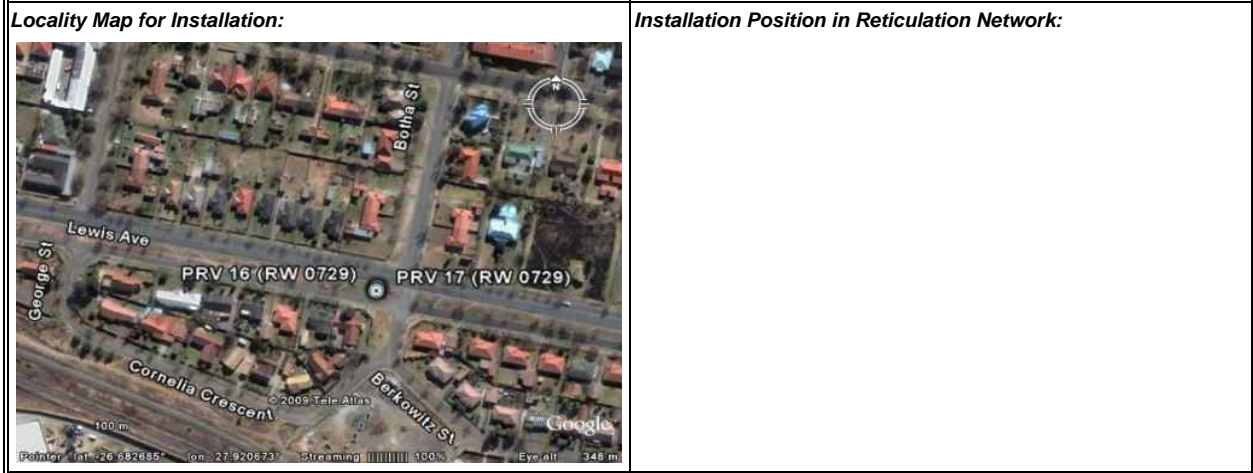 Locality Map for Installation:
Installation Position in Reticulation Network:
N
Botha St
Lewis Ave
George St
PRV 16 (RW 0729)
PRV 17 (RW 0729)
Cornelia Crescent
Berkowitz St
© 2009 Tele Atlas
Google
100 m
Pointer lat -26.682685° lon 27.920673° Streaming |||||||||| 100% Eye alt 348 m